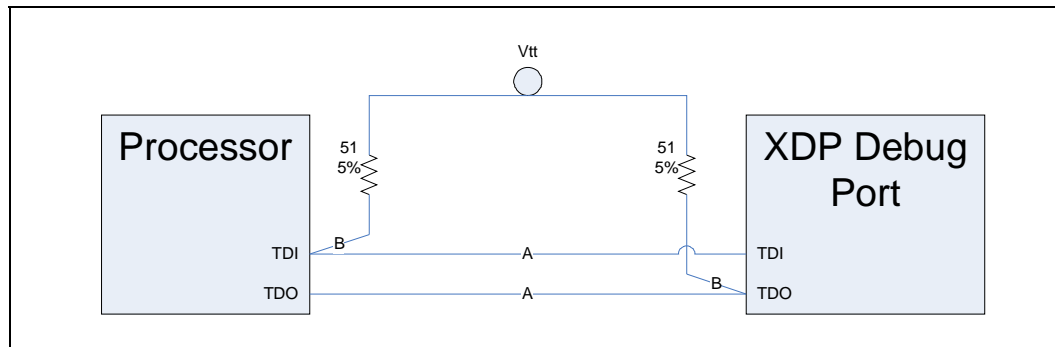 Vtt
Processor
XDP Debug
Port
51
5%
51
5%
B
TDI
A
TDI
TDO
A
B
TDO